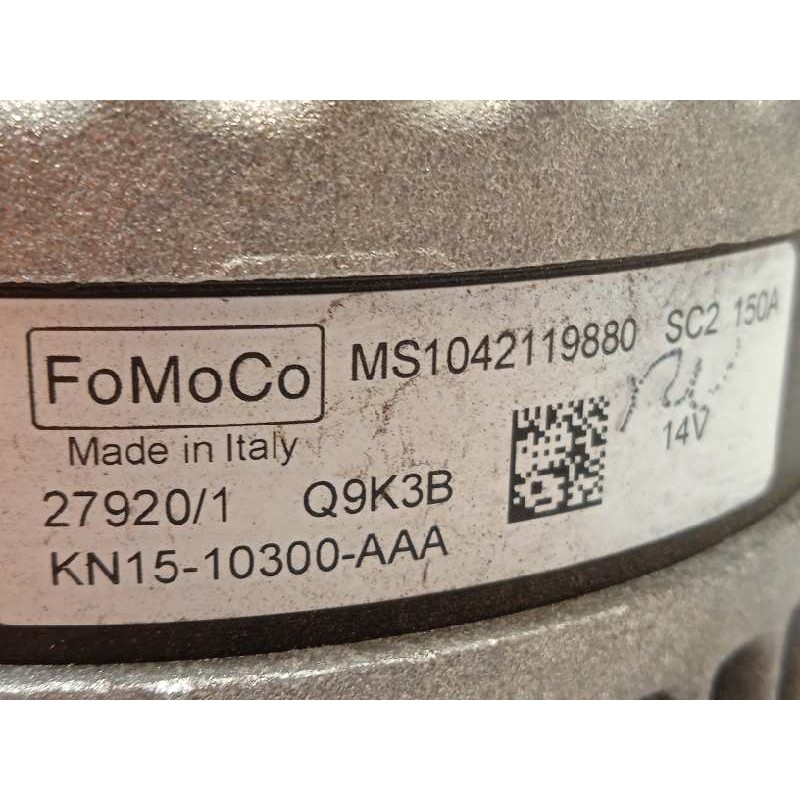 FoMoCo MS1042119880 SC2 150A
Made in Italy 14V
27920/1 Q9K3B
KN15-10300-AAA